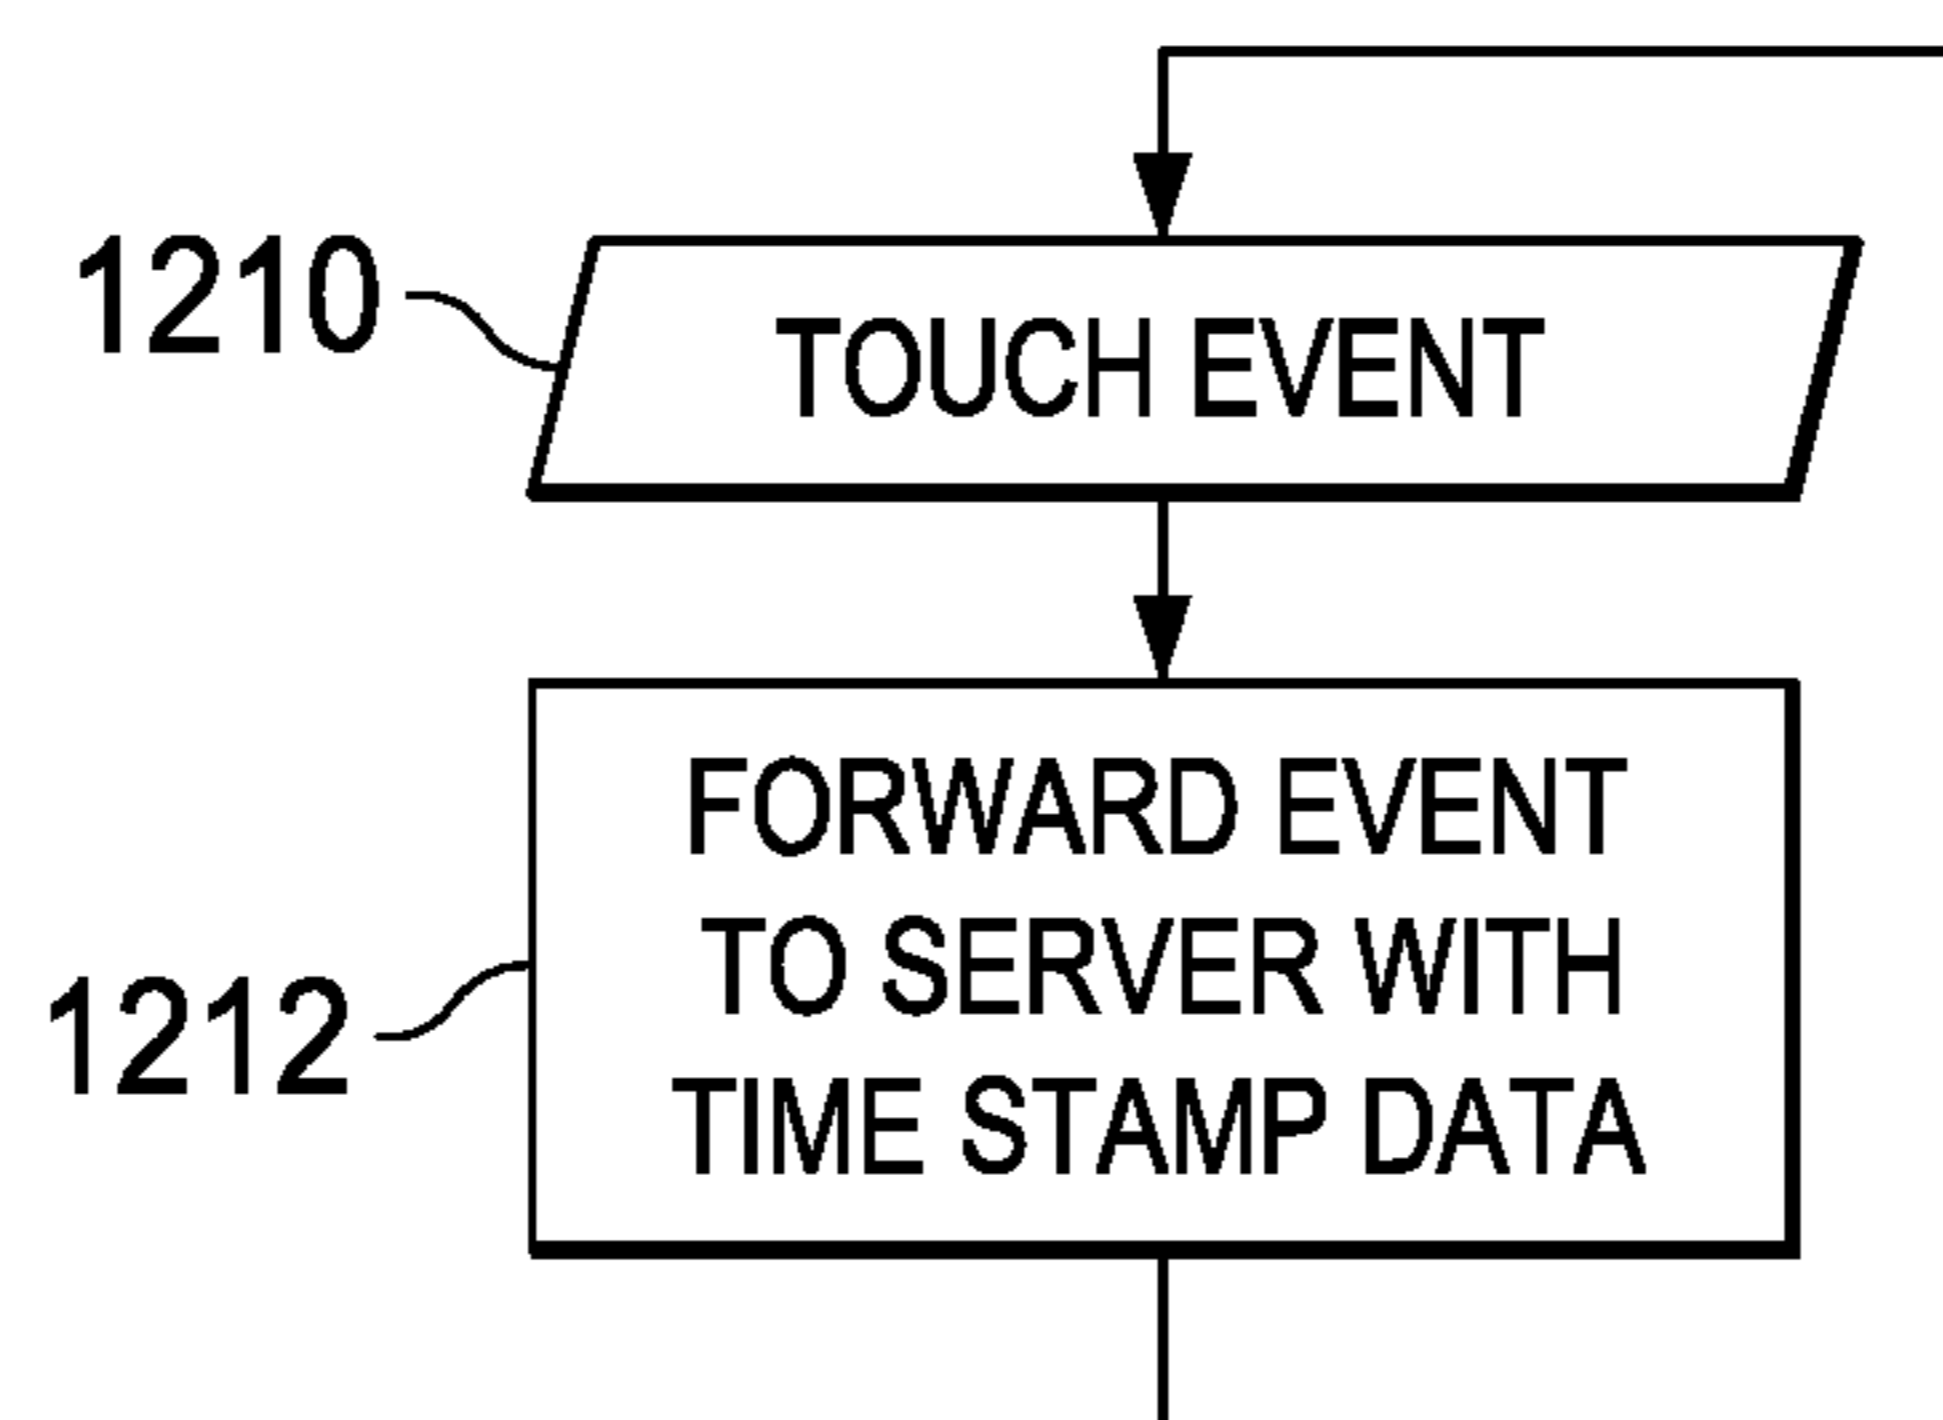 1210
TOUCH EVENT
1212
FORWARD EVENT
TO SERVER WITH
TIME STAMP DATA